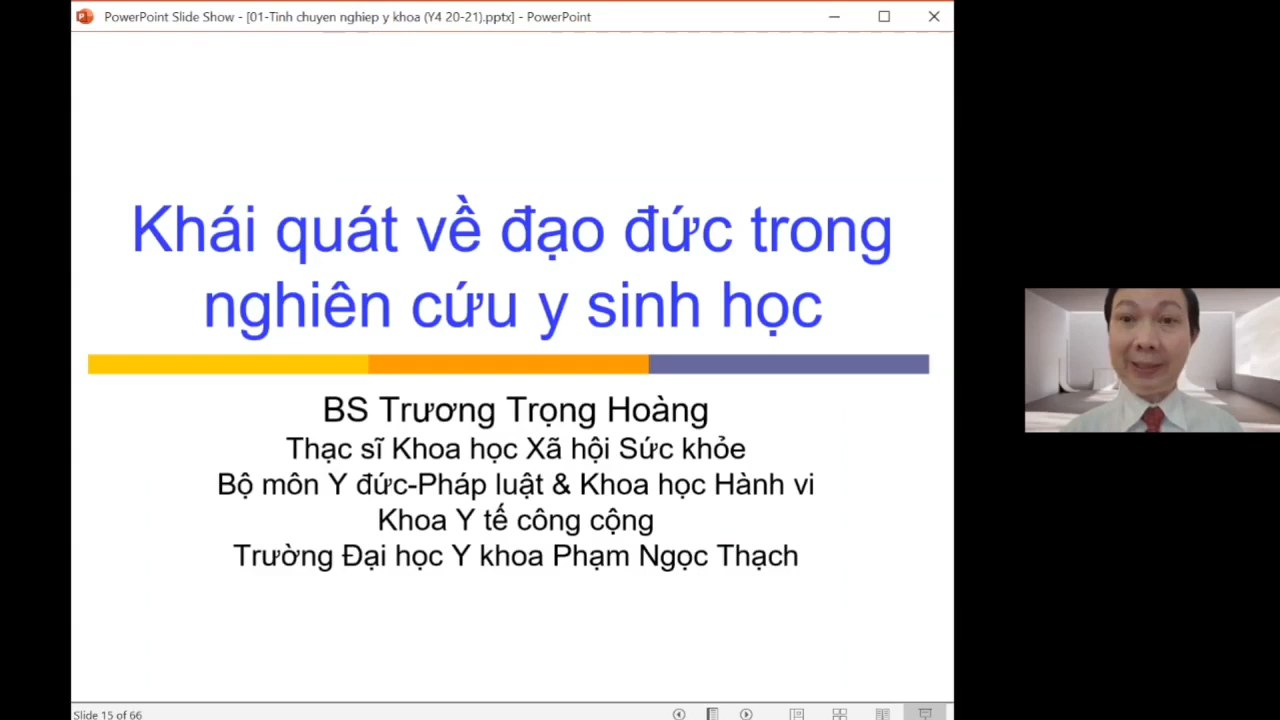 PowerPoint Slide Show - [01-Tinh chuyen nghiep y khoa (Y4 20-21).pptx] - PowerPoint
Khái quát về đạo đức trong
nghiên cứu y sinh học
BS Trương Trọng Hoàng
Thạc sĩ Khoa học Xã hội Sức khỏe
Bộ môn Y đức-Pháp luật & Khoa học Hành vi
Khoa Y tế công cộng
Trường Đại học Y khoa Phạm Ngọc Thạch
Slide 15 of 66